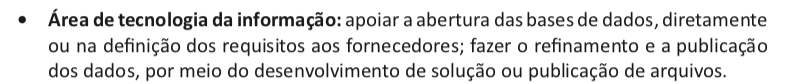 • Área de tecnologia da informação: apoiar a abertura das bases de dados, diretamente
ou na definição dos requisitos aos fornecedores; fazer o refinamento e a publicação
dos dados, por meio do desenvolvimento de solução ou publicação de arquivos.